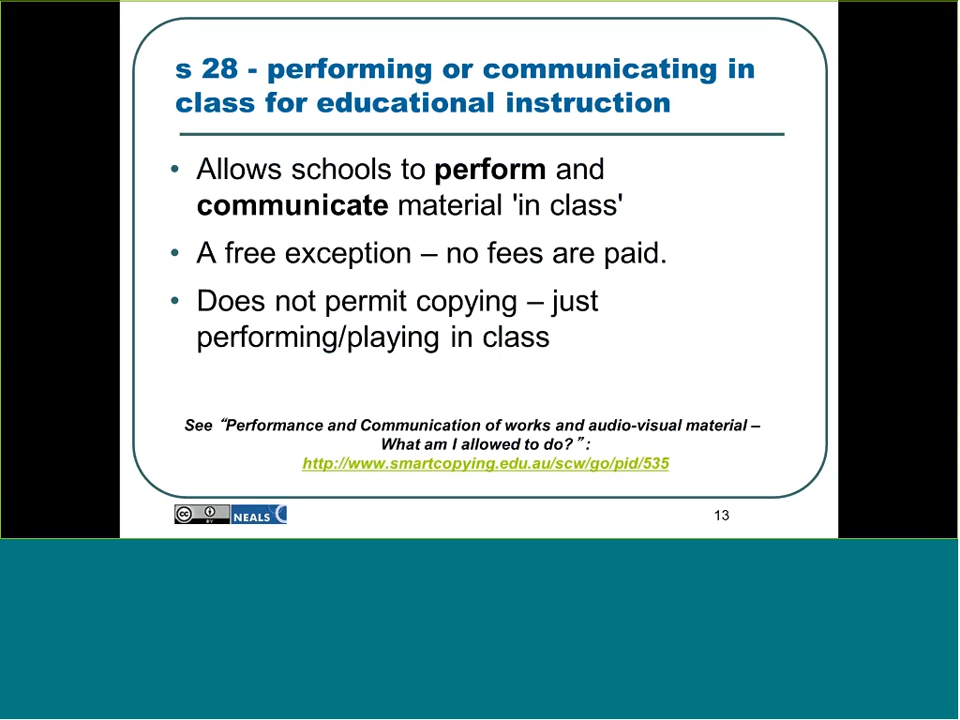 s 28 - performing or communicating in
class for educational instruction
• Allows schools to perform and
communicate material 'in class'
• A free exception – no fees are paid.
• Does not permit copying – just
performing/playing in class
See “Performance and Communication of works and audio-visual material –
What am I allowed to do?”:
http://www.smartcopying.edu.au/scw/go/pid/535
cc BY NEALS
13